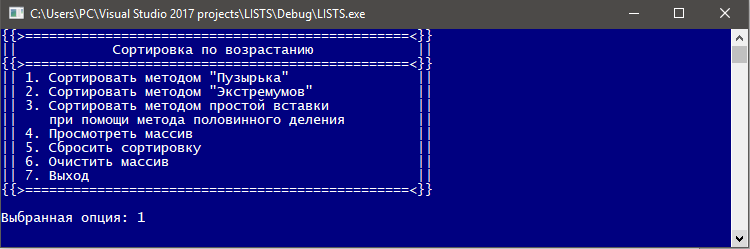 C:\Users\PC\Visual Studio 2017 projects\LISTS\Debug\LISTS.exe
{{>================================================<}}
||            Сортировка по возрастанию             ||
{{>================================================<}}
|| 1. Сортировать методом "Пузырька"                ||
|| 2. Сортировать методом "Экстремумов"             ||
|| 3. Сортировать методом простой вставки           ||
||    при помощи метода половинного деления         ||
|| 4. Просмотреть массив                            ||
|| 5. Сбросить сортировку                           ||
|| 6. Очистить массив                               ||
|| 7. Выход                                         ||
{{>================================================<}}
Выбранная опция: 1